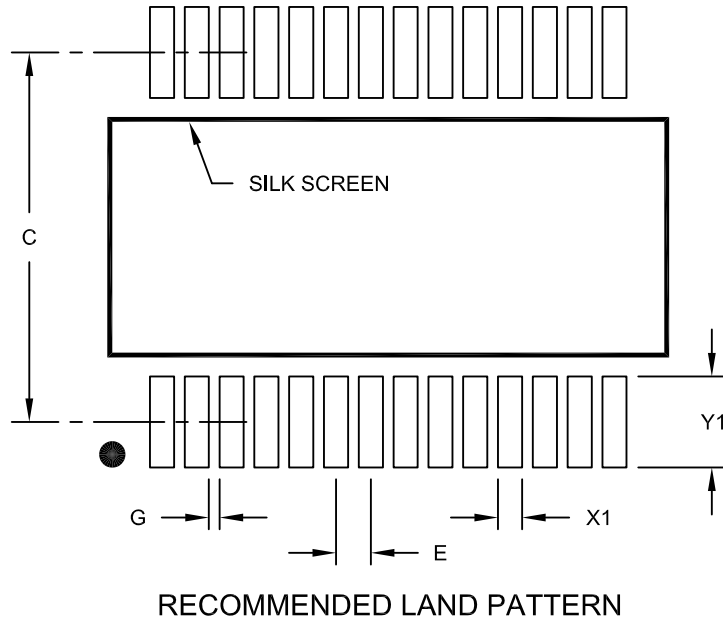 SILK SCREEN
C
Y1
G
X1
E
RECOMMENDED LAND PATTERN